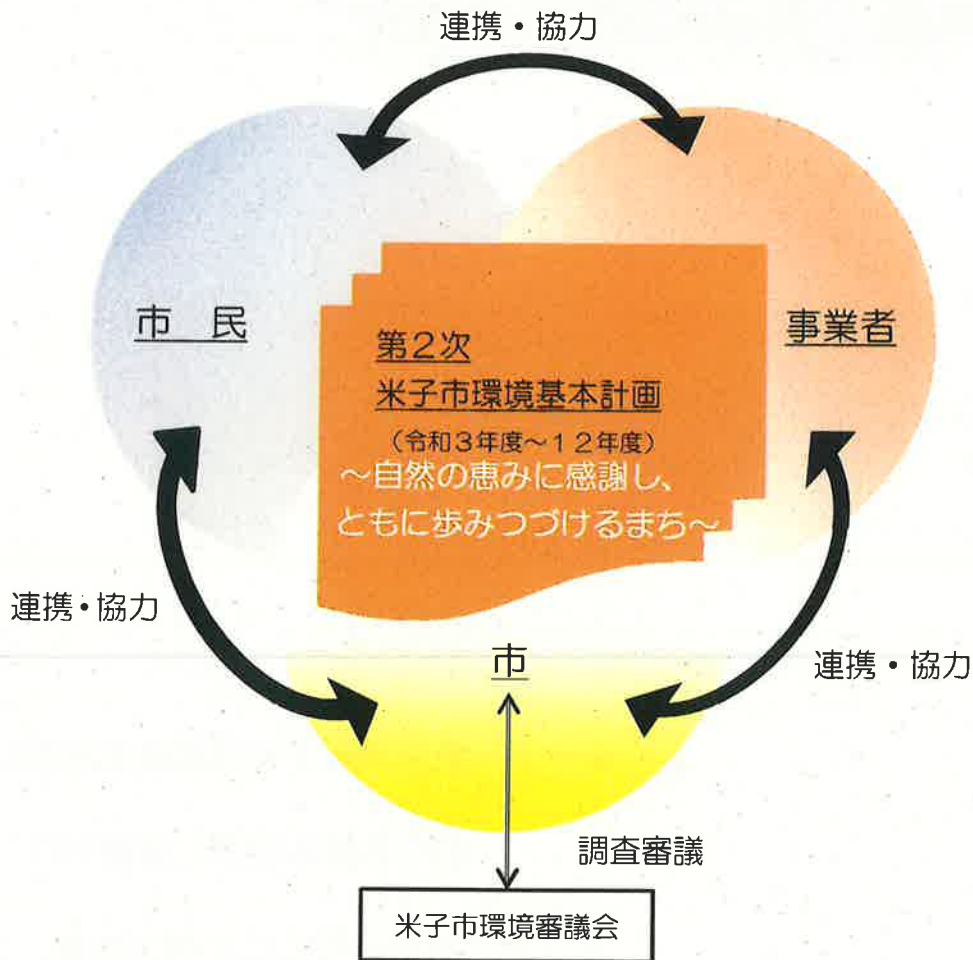 連携・協力
市　民
事業者
第2次
米子市環境基本計画
（令和3年度～12年度）
～自然の恵みに感謝し、
ともに歩みつづけるまち～
連携・協力
市
連携・協力
調査審議
米子市環境審議会